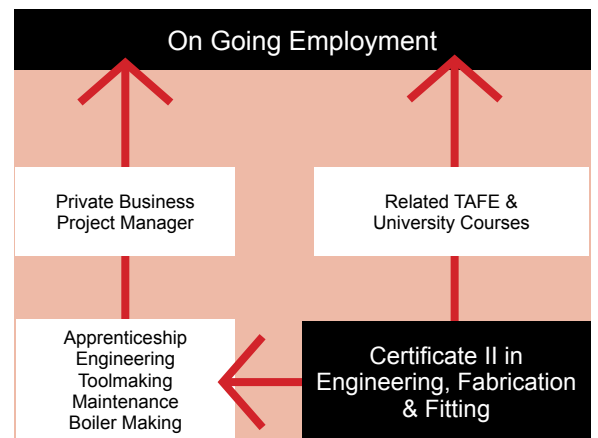 On Going Employment
Private Business
Project Manager
Related TAFE &
University Courses
Apprenticeship
Engineering
Toolmaking
Maintenance
Boiler Making
Certificate II in
Engineering, Fabrication
& Fitting